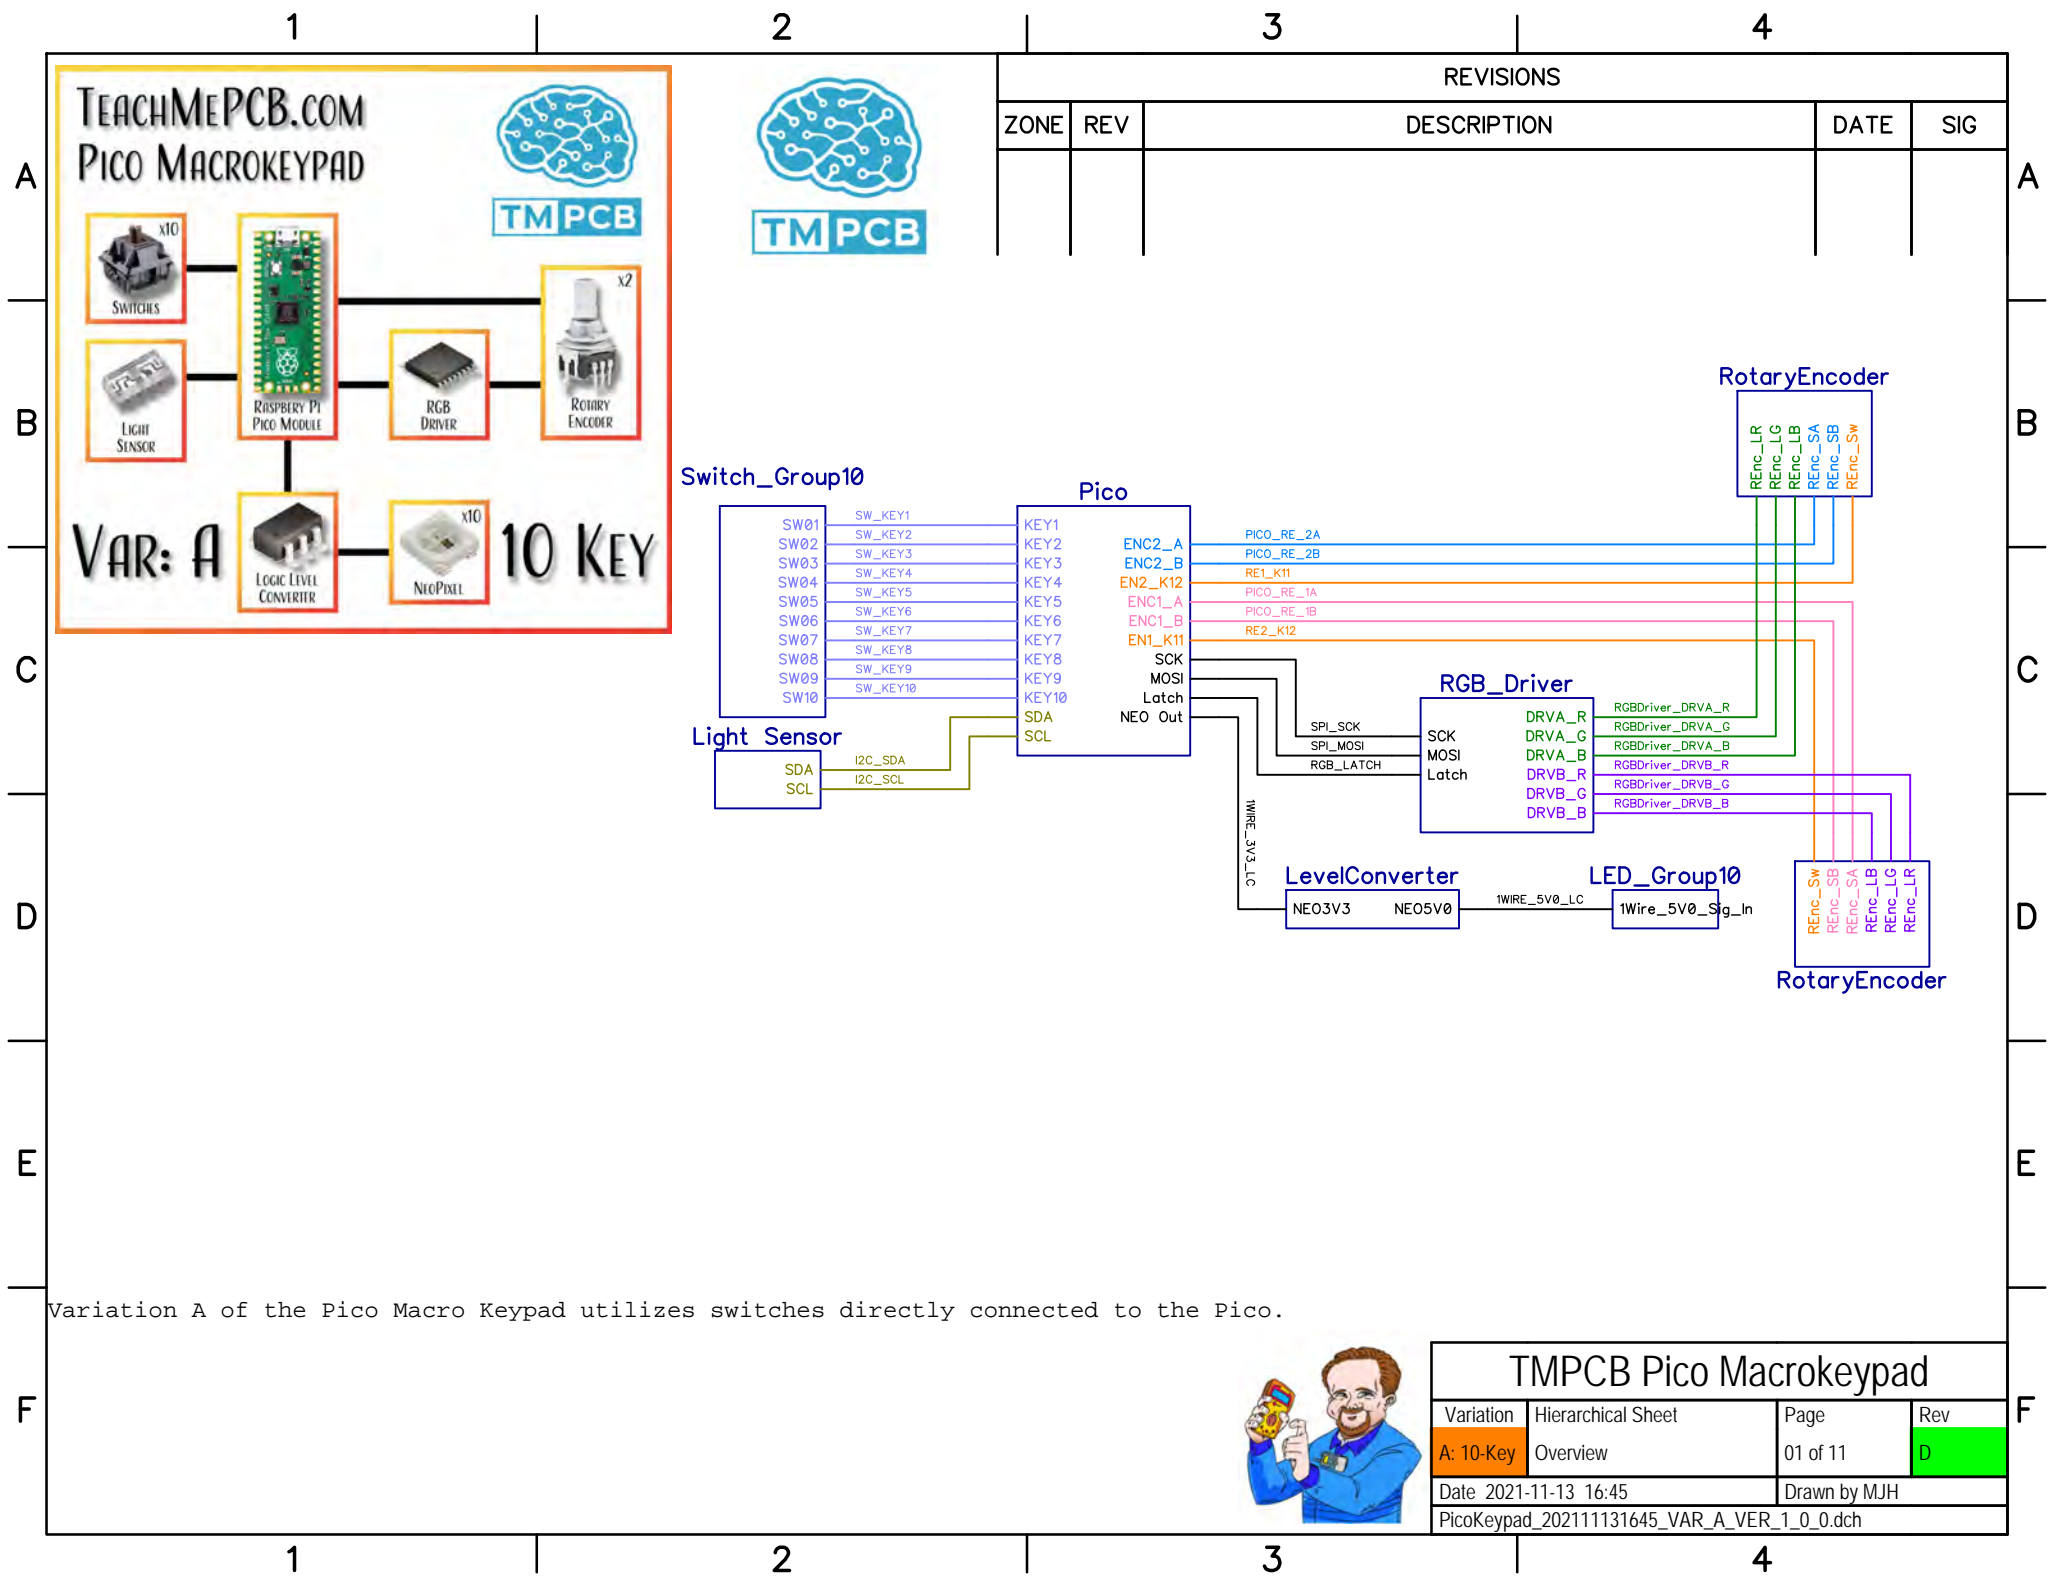 1 2 3 4
A
B
C
D
E
F
TEACHMEPCB.COM
PICO MACROKEYPAD
TM PCB
x10
SWITCHES
LIGHT
SENSOR
RASPBERY PI
PICO MODULE
RGB
DRIVER
x2
ROTARY
ENCODER
VAR: A
LOGIC LEVEL
CONVERTER
x10
NEOPIXEL
10 KEY
TM PCB
REVISIONS
ZONE REV DESCRIPTION DATE SIG
Switch_Group10
SW01
SW02
SW03
SW04
SW05
SW06
SW07
SW08
SW09
SW10
SW_KEY1
SW_KEY2
SW_KEY3
SW_KEY4
SW_KEY5
SW_KEY6
SW_KEY7
SW_KEY8
SW_KEY9
SW_KEY10
Light Sensor
SDA
SCL
I2C_SDA
I2C_SCL
Pico
KEY1
KEY2
KEY3
KEY4
KEY5
KEY6
KEY7
KEY8
KEY9
KEY10
SDA
SCL
ENC2_A
ENC2_B
EN2_K12
ENC1_A
ENC1_B
EN1_K11
SCK
MOSI
Latch
NEO Out
PICO_RE_2A
PICO_RE_2B
RE1_K11
PICO_RE_1A
PICO_RE_1B
RE2_K12
SPI_SCK
SPI_MOSI
RGB_LATCH
1WIRE_3V3_LC
RGB_Driver
SCK
MOSI
Latch
DRVA_R
DRVA_G
DRVA_B
DRVB_R
DRVB_G
DRVB_B
RGBDriver_DRVA_R
RGBDriver_DRVA_G
RGBDriver_DRVA_B
RGBDriver_DRVB_R
RGBDriver_DRVB_G
RGBDriver_DRVB_B
RotaryEncoder
REnc_LR
REnc_LG
REnc_LB
REnc_SA
REnc_SB
REnc_Sw
LevelConverter
NEO3V3 NEO5V0
1WIRE_5V0_LC
LED_Group10
1Wire_5V0_Sig_In
REnc_Sw
REnc_SB
REnc_SA
REnc_LB
REnc_LG
REnc_LR
RotaryEncoder
A
B
C
D
E
F
Variation A of the Pico Macro Keypad utilizes switches directly connected to the Pico.
TMPCB Pico Macrokeypad
Variation Hierarchical Sheet Page Rev
A: 10-Key Overview 01 of 11 D
Date 2021-11-13 16:45 Drawn by MJH
PicoKeypad_202111131645_VAR_A_VER_1_0_0.dch
1 2 3 4